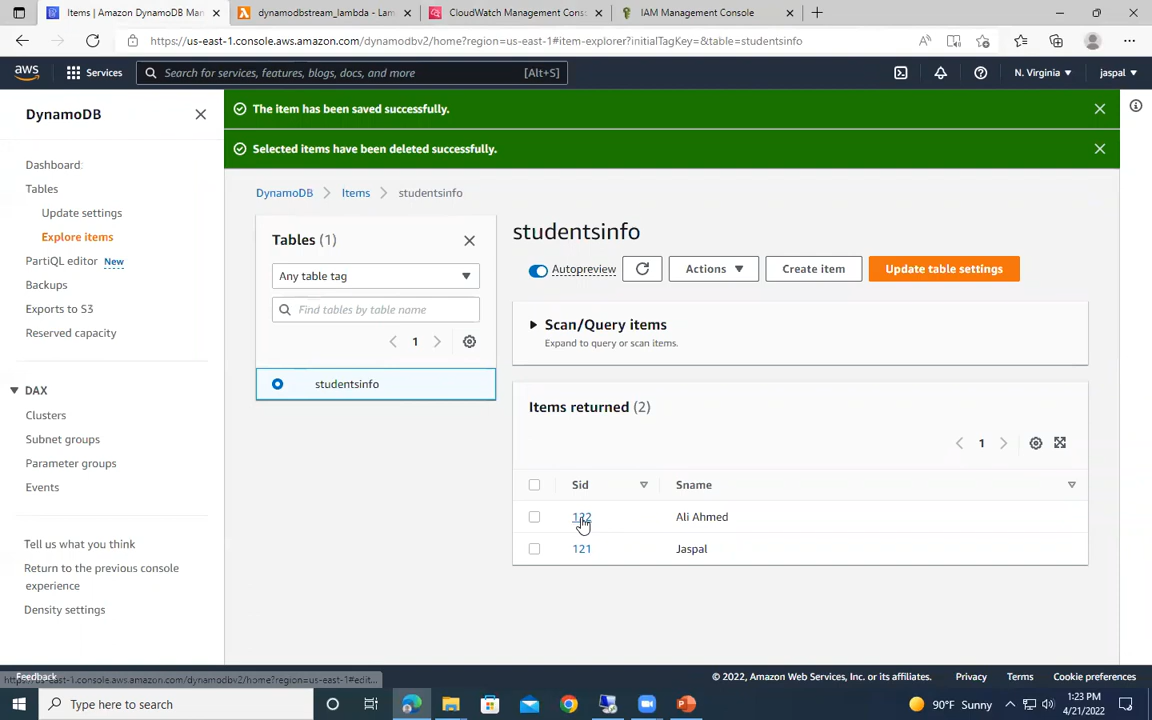 Items | Amazon DynamoDB Man
dynamodbstream_lambda - Lam
CloudWatch Management Cons
IAM Management Console
https://us-east-1.console.aws.amazon.com/dynamodbv2/home?region=us-east-1#item-explorer?initialTagKey=&table=studentsinfo
aws
Services
Search for services, features, blogs, docs, and more
[Alt+S]
N. Virginia
jaspal
DynamoDB
Dashboard
Tables
Update settings
Explore items
PartiQL editor New
Backups
Exports to S3
Reserved capacity
DAX
Clusters
Subnet groups
Parameter groups
Events
Tell us what you think
Return to the previous console
experience
Density settings
The item has been saved successfully.
Selected items have been deleted successfully.
DynamoDB
Items
studentsinfo
Tables (1)
Any table tag
Find tables by table name
1
studentsinfo
studentsinfo
Autopreview
Actions
Create item
Update table settings
Scan/Query items
Expand to query or scan items.
Items returned (2)
1
Sid
Sname
122
Ali Ahmed
121
Jaspal
Feedback
https://us-east-1.console.aws.amazon.com/dynamodbv2/home?region=us-east-1#edit...
© 2022, Amazon Web Services, Inc. or its affiliates.
Privacy
Terms
Cookie preferences
Type here to search
90°F Sunny
1:23 PM
4/21/2022